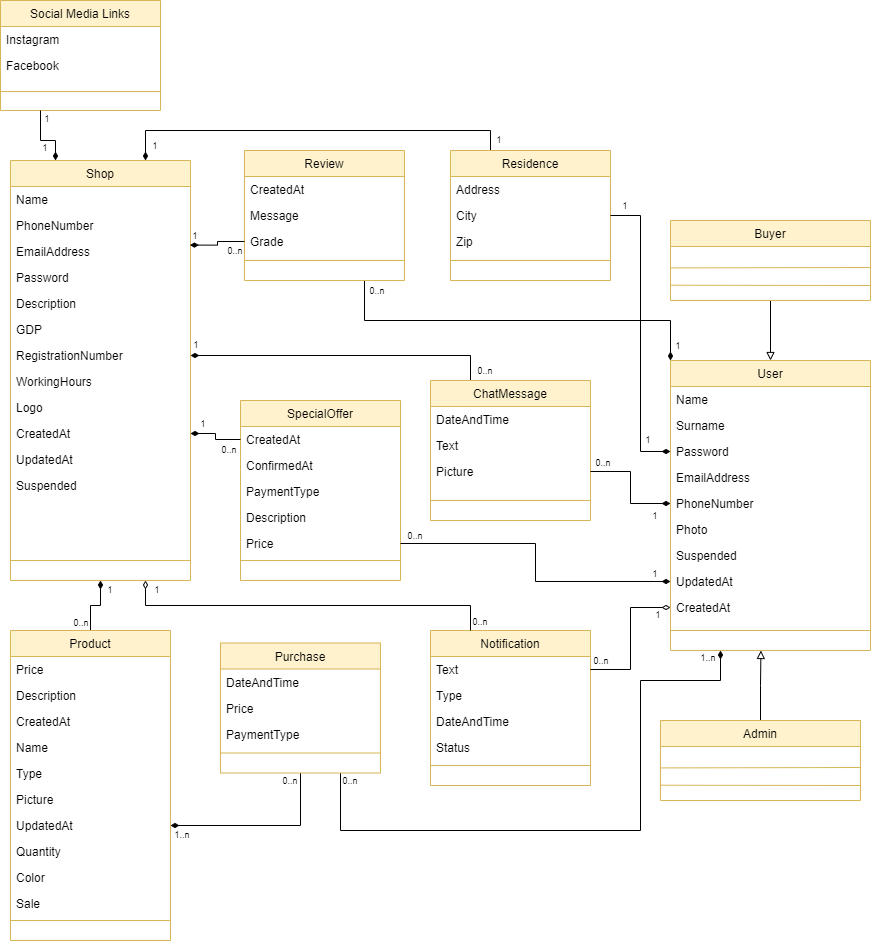 Social Media Links
Instagram
Facebook
1
1
1
1
Shop
Name
PhoneNumber
EmailAddress
Password
Description
GDP
RegistrationNumber
WorkingHours
Logo
CreatedAt
UpdatedAt
Suspended
Review
CreatedAt
Message
Grade
1
0..n
0..n
Residence
Address
City
Zip
1
Buyer
1
User
Name
Surname
Password
EmailAddress
PhoneNumber
Photo
Suspended
UpdatedAt
CreatedAt
1
0..n
ChatMessage
DateAndTime
Text
Picture
1
0..n
1
SpecialOffer
CreatedAt
ConfirmedAt
PaymentType
Description
Price
1
0..n
0..n
1
1
1
0..n
0..n
Product
Price
Description
CreatedAt
Name
Type
Picture
UpdatedAt
Quantity
Color
Sale
Purchase
DateAndTime
Price
PaymentType
0..n
0..n
1..n
Notification
Text
Type
DateAndTime
Status
0..n
1
1..n
Admin